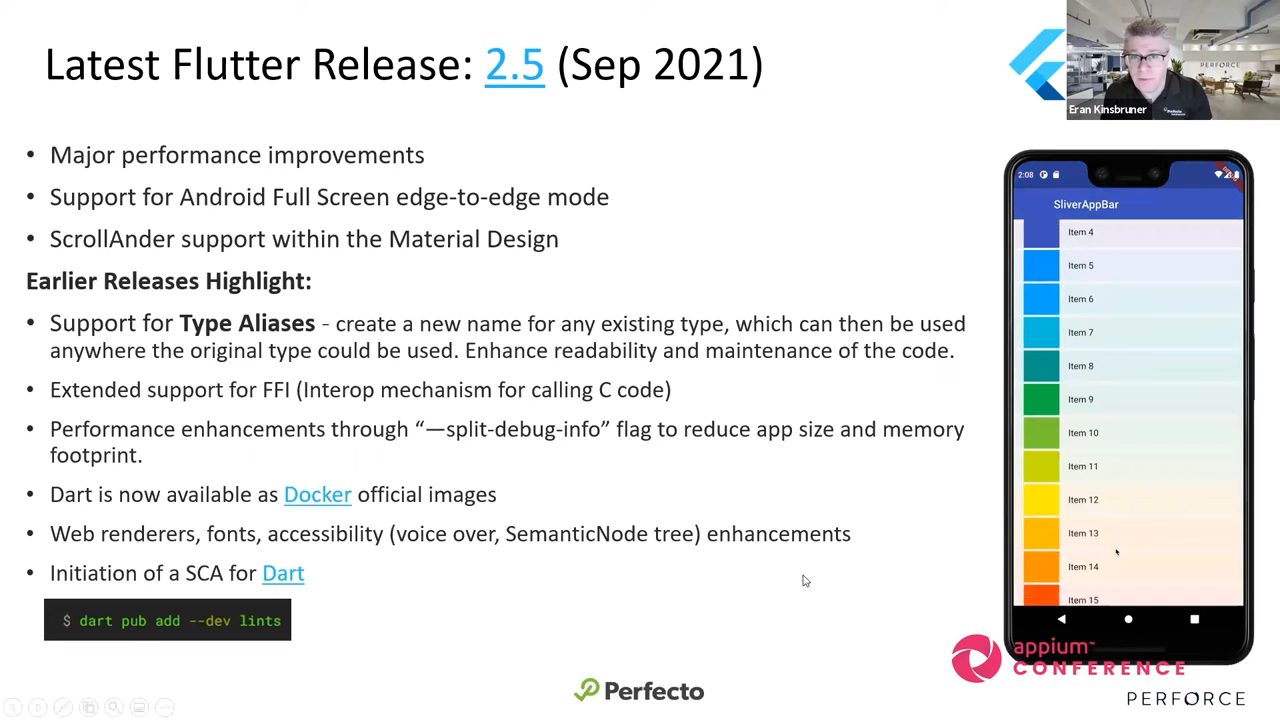 Latest Flutter Release: 2.5 (Sep 2021)
PERFORCE
Perfecto
Eran Kinsbruner
• Major performance improvements
• Support for Android Full Screen edge-to-edge mode
• ScrollAnder support within the Material Design
Earlier Releases Highlight:
• Support for Type Aliases - create a new name for any existing type, which can then be used
anywhere the original type could be used. Enhance readability and maintenance of the code.
• Extended support for FFI (Interop mechanism for calling C code)
• Performance enhancements through “—split-debug-info” flag to reduce app size and memory
footprint.
• Dart is now available as Docker official images
• Web renderers, fonts, accessibility (voice over, SemanticNode tree) enhancements
• Initiation of a SCA for Dart
$ dart pub add --dev lints
2:08
SliverAppBar
Item 4
Item 5
Item 6
Item 7
Item 8
Item 9
Item 10
Item 11
Item 12
Item 13
Item 14
Item 15
appium™
CONFERENCE
Perfecto
PERFORCE